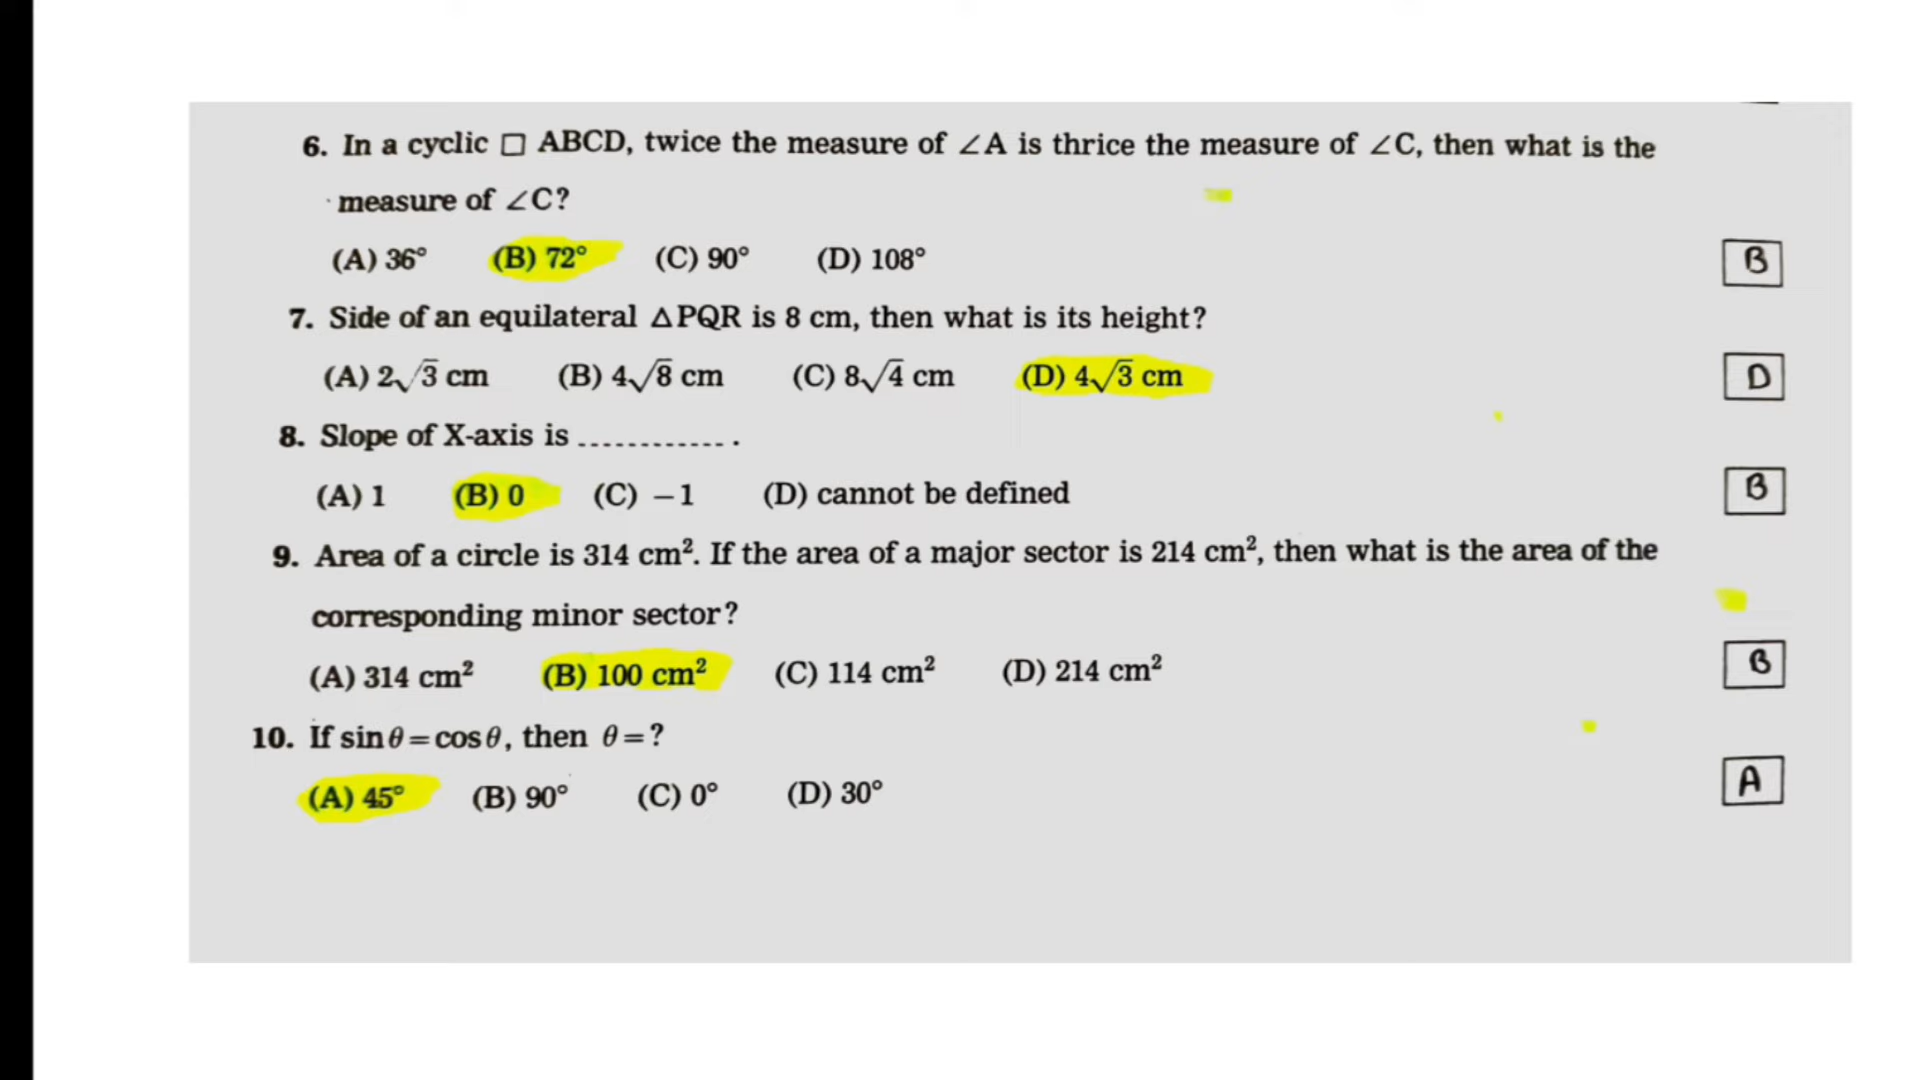 6. In a cyclic □ ABCD, twice the measure of ∠A is thrice the measure of ∠C, then what is the
measure of ∠C?
(A) 36° (B) 72° (C) 90° (D) 108° B
7. Side of an equilateral △PQR is 8 cm, then what is its height?
(A) 2√3 cm (B) 4√8 cm (C) 8√4 cm (D) 4√3 cm D
8. Slope of X-axis is ............ .
(A) 1 (B) 0 (C) −1 (D) cannot be defined B
9. Area of a circle is 314 cm². If the area of a major sector is 214 cm², then what is the area of the
corresponding minor sector?
(A) 314 cm² (B) 100 cm² (C) 114 cm² (D) 214 cm² B
10. If sinθ=cosθ, then θ=?
(A) 45° (B) 90° (C) 0° (D) 30° A